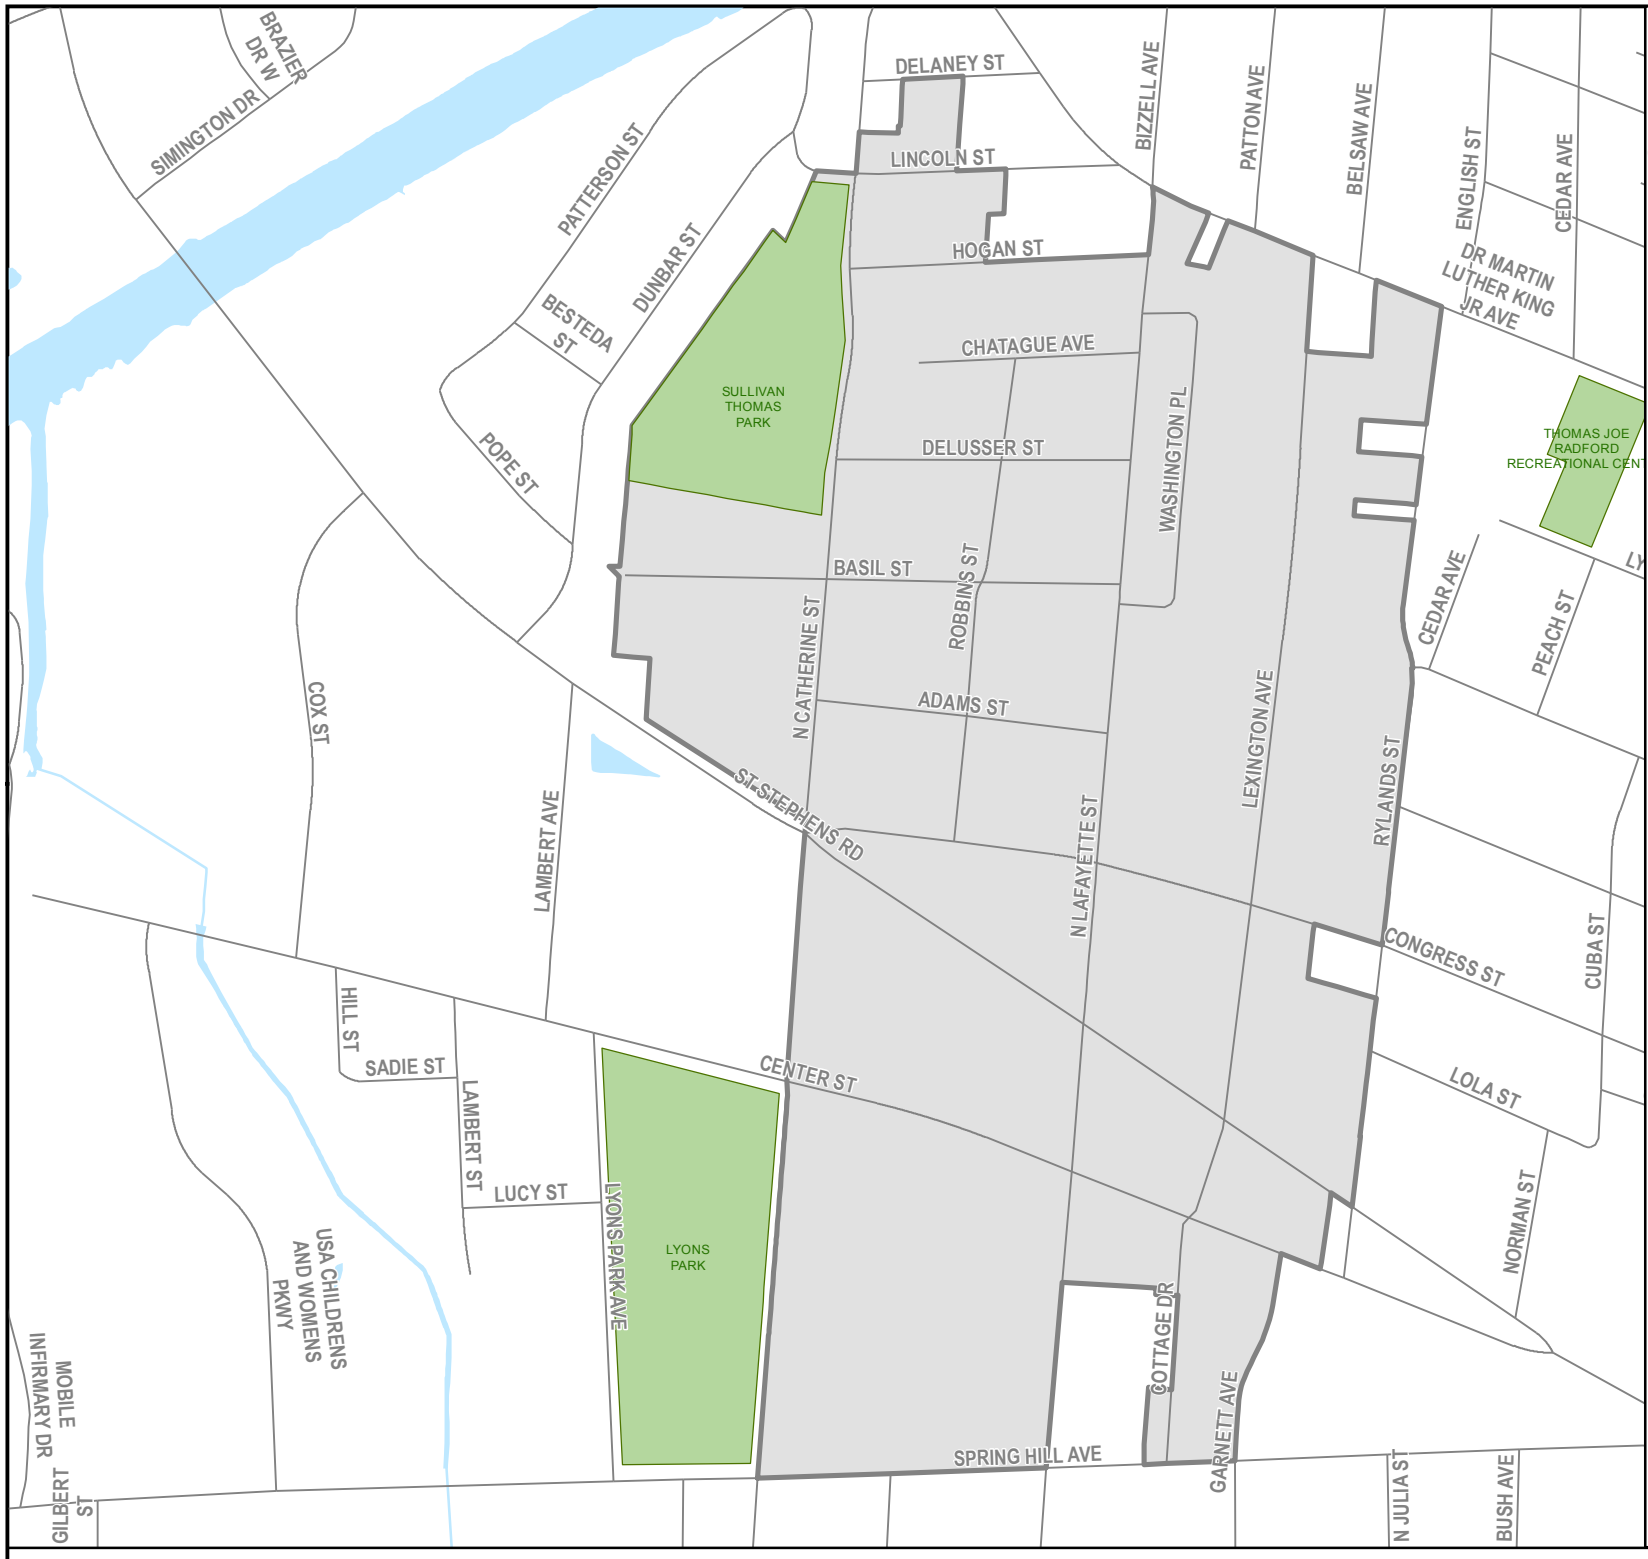 BRAZIER
DR W
SIMINGTON DR
PATTERSON ST
DUNBAR ST
BESTEDA
ST
POPE ST
DELANEY ST
LINCOLN ST
HOGAN ST
BIZZELL AVE
PATTON AVE
BELSAW AVE
ENGLISH ST
CEDAR AVE
DR MARTIN
LUTHER KING
JR AVE
CHATAGUE AVE
SULLIVAN
THOMAS
PARK
DELUSSER ST
WASHINGTON PL
THOMAS JOE
RADFORD
RECREATIONAL CENT
LY
BASIL ST
ROBBINS ST
N CATHERINE ST
CEDAR AVE
PEACH ST
COX ST
ADAMS ST
LEXINGTON AVE
RYLANDS ST
LAMBERT AVE
ST STEPHENS RD
N LAFAYETTE ST
CONGRESS ST
CUBA ST
HILL ST
SADIE ST
CENTER ST
LOLA ST
LAMBERT ST
LUCY ST
LYONS PARK AVE
LYONS
PARK
NORMAN ST
USA CHILDRENS
AND WOMENS
PKWY
COTTAGE DR
GARNETT AVE
MOBILE
INFIRMARY DR
SPRING HILL AVE
GILBERT
ST
N JULIA ST
BUSH AVE